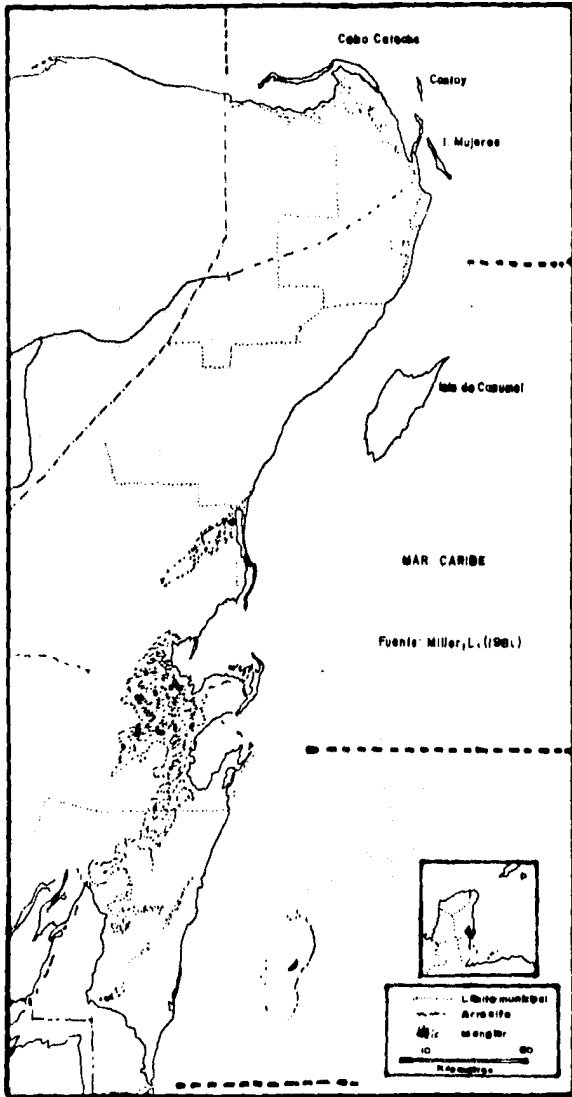 Cabo Catoche
Contoy
I. Mujeres
Isla de Cozumel
MAR CARIBE
Fuente: Miller, L. (198
Límite municipal
Arrecife
Manglar
10
Kilómetros